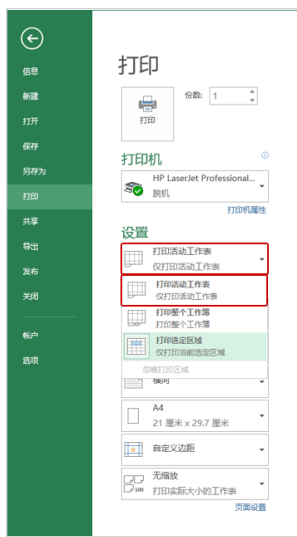 信息
新建
打开
保存
另存为
打印
共享
导出
发布
关闭
帐户
选项
打印
打印
份数: 1
打印机
HP LaserJet Professional...
脱机
打印机属性
设置
打印活动工作表
仅打印活动工作表
打印活动工作表
仅打印活动工作表
打印整个工作簿
打印整个工作簿
打印选定区域
仅打印当前选定区域
忽略打印区域
横向
A4
21 厘米 x 29.7 厘米
自定义边距
无缩放
打印实际大小的工作表
100
页面设置